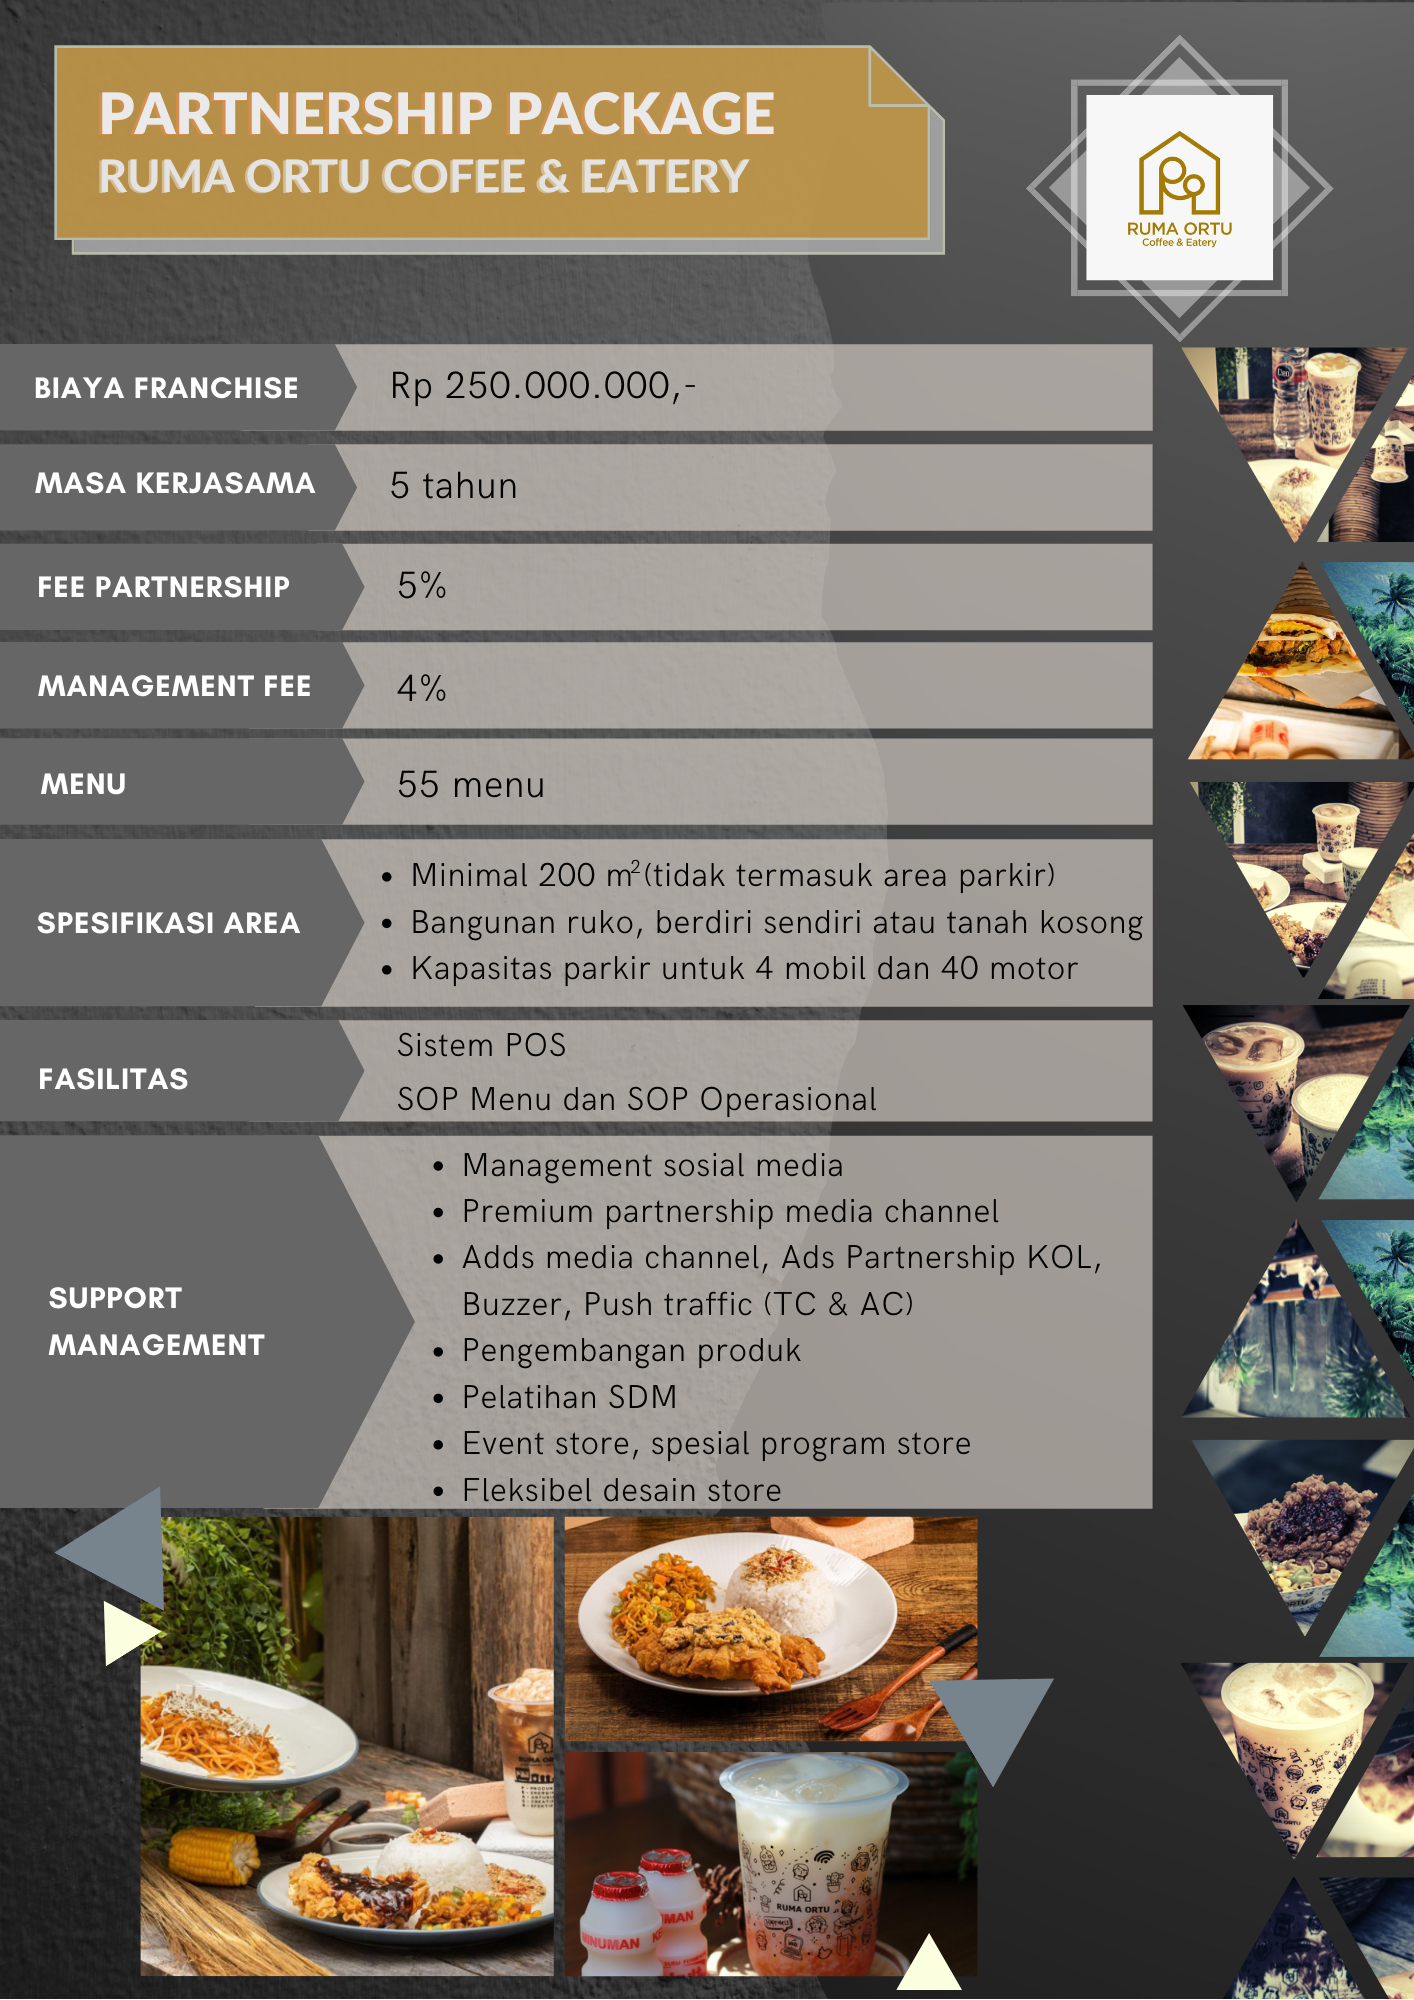 PARTNERSHIP PACKAGE
RUMA ORTU COFEE & EATERY
RUMA ORTU
Coffee & Eatery
BIAYA FRANCHISE
Rp 250.000.000,-
MASA KERJASAMA
5 tahun
FEE PARTNERSHIP
5%
MANAGEMENT FEE
4%
MENU
55 menu
SPESIFIKASI AREA
• Minimal 200 m²(tidak termasuk area parkir)
• Bangunan ruko, berdiri sendiri atau tanah kosong
• Kapasitas parkir untuk 4 mobil dan 40 motor
FASILITAS
Sistem POS
SOP Menu dan SOP Operasional
SUPPORT
MANAGEMENT
• Management sosial media
• Premium partnership media channel
• Adds media channel, Ads Partnership KOL,
Buzzer, Push traffic (TC & AC)
• Pengembangan produk
• Pelatihan SDM
• Event store, spesial program store
• Fleksibel desain store
RUMA ORTU
MINUMAN